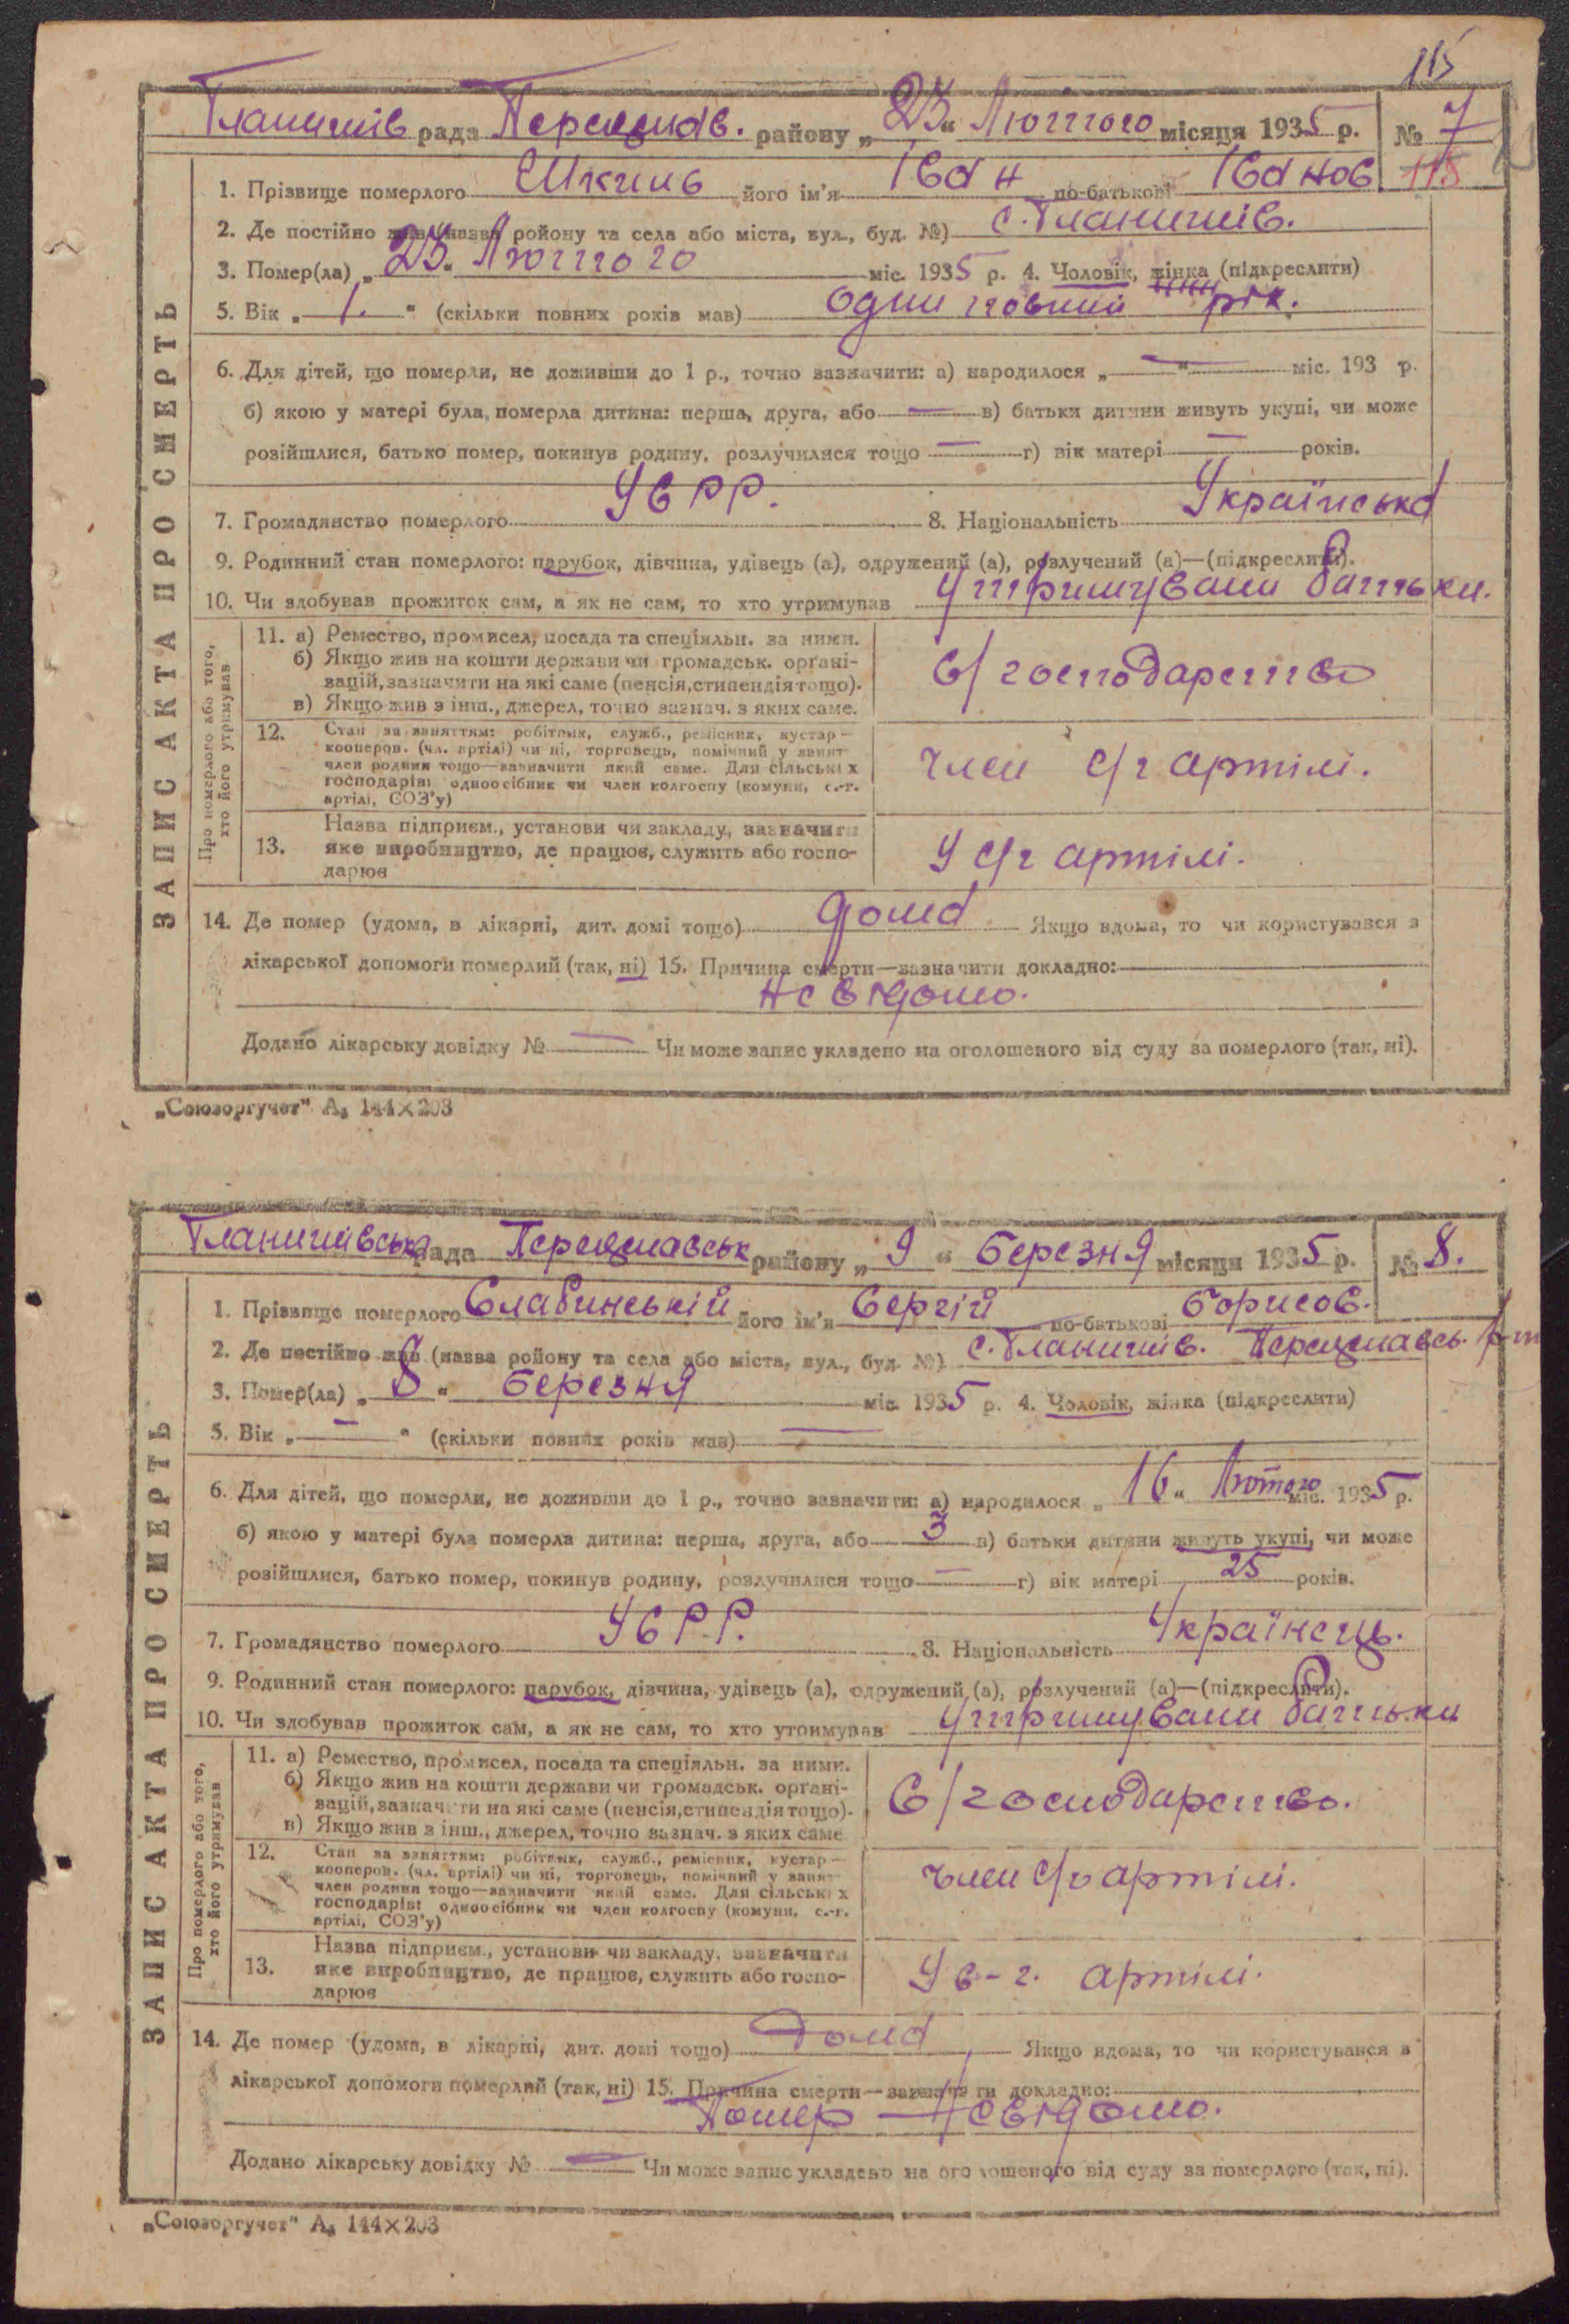 115
Гланишів рада Переяслав. району „25“ Лютого місяця 1935 р. № 7
118
1. Прізвище померлого Шкиль його ім'я Іван по-батькові Іванов
2. Де постійно жив (назва ройону та села або міста, вул., буд. №) с. Гланишів.
3. Помер(ла) „25“ Лютого міс. 1935 р. 4. Чоловік, жінка (підкреслити)
5. Вік „1.“ (скільки повних років мав) один повний рік.
6. Для дітей, що померли, не доживши до 1 р., точно зазначити: а) народилося „—“ міс. 193 р.
б) якою у матері була, померла дитина: перша, друга, або — в) батьки дитини живуть укупі, чи може
розійшлися, батько помер, покинув родину, розлучилися тощо — г) вік матері — років.
7. Громадянство померлого УСРР. 8. Національність Українська
9. Родинний стан померлого: парубок, дівчина, удівець (а), одружений (а), розлучений (а)—(підкреслити).
10. Чи здобував прожиток сам, а як не сам, то хто утримував Утримували батьки.
ЗАПИС АКТА ПРО СМЕРТЬ
Про померлого або того,
хто його утримував
11. а) Ремество, промисел, посада та спеціяльн. за ними.
б) Якщо жив на кошти держави чи громадськ. органі-
зацій, зазначити на які саме (пенсія, стипендія тощо).
в) Якщо жив з інш., джерел, точно зазнач. з яких саме.
С/господарство
12. Стан за заняттям: робітник, служб., ремісник, кустар—
кооперов. (чл. артілі) чи ні, торговець, помічний у занят
член родини тощо—зазначити який саме. Для сільських
господарів: одноосібник чи член колгоспу (комуни, с.-г.
артілі, СОЗ'у)
член с/г артілі.
13. Назва підприєм., установи чи закладу, зазначити
яке виробництво, де працює, служить або госпо-
дарює
У с/г артілі.
14. Де помер (удома, в лікарні, дит. домі тощо) дома Якщо вдома, то чи користувався з
лікарської допомоги померлий (так, ні) 15. Причина смерти—зазначити докладно:
Невідомо.
Додано лікарську довідку № — Чи може запис укладено на оголошеного від суду за померлого (так, ні).
„Союзоргучет“ А₅ 144×203
Гланишівська рада Переяславськ району „9“ Березня місяця 1935 р. № 8.
1. Прізвище померлого Славинський його ім'я Сергій по-батькові Борисов.
2. Де постійно жив (назва ройону та села або міста, вул., буд. №) с. Гланишів. Переяславсь. р-н
3. Помер(ла) „8“ Березня міс. 1935 р. 4. Чоловік, жінка (підкреслити)
5. Вік „—“ (скільки повних років мав) —
6. Для дітей, що померли, не доживши до 1 р., точно зазначити: а) народилося „16“ Лютого міс. 1935 р.
б) якою у матері була померла дитина: перша, друга, або 3 в) батьки дитини живуть укупі, чи може
розійшлися, батько помер, покинув родину, розлучилися тощо — г) вік матері 25 років.
7. Громадянство померлого УСРР. 8. Національність Українець.
9. Родинний стан померлого: парубок, дівчина, удівець (а), одружений (а), розлучений (а)—(підкреслити).
10. Чи здобував прожиток сам, а як не сам, то хто утримував Утримували батьки
ЗАПИС АКТА ПРО СМЕРТЬ
Про померлого або того,
хто його утримував
11. а) Ремество, промисел, посада та спеціяльн. за ними.
б) Якщо жив на кошти держави чи громадськ. органі-
зацій, зазначити на які саме (пенсія, стипендія тощо).
в) Якщо жив з інш., джерел, точно зазнач. з яких саме
С/господарство.
12. Стан за заняттям: робітник, служб., ремісник, кустар—
кооперов. (чл. артілі) чи ні, торговець, помічний у занят
член родини тощо—зазначити який саме. Для сільських
господарів: одноосібник чи член колгоспу (комуни, с.-г.
артілі, СОЗ'у)
член с/г артілі.
13. Назва підприєм., установи чи закладу, зазначити
яке виробництво, де працює, служить або госпо-
дарює
У с-г. артілі.
14. Де помер (удома, в лікарні, дит. домі тощо) Дома Якщо вдома, то чи користувався з
лікарської допомоги померлий (так, ні) 15. Причина смерти—зазначити докладно:
Помер — Невідомо.
Додано лікарську довідку № — Чи може запис укладено на оголошеного від суду за померлого (так, ні).
„Союзоргучет“ А₅ 144×203